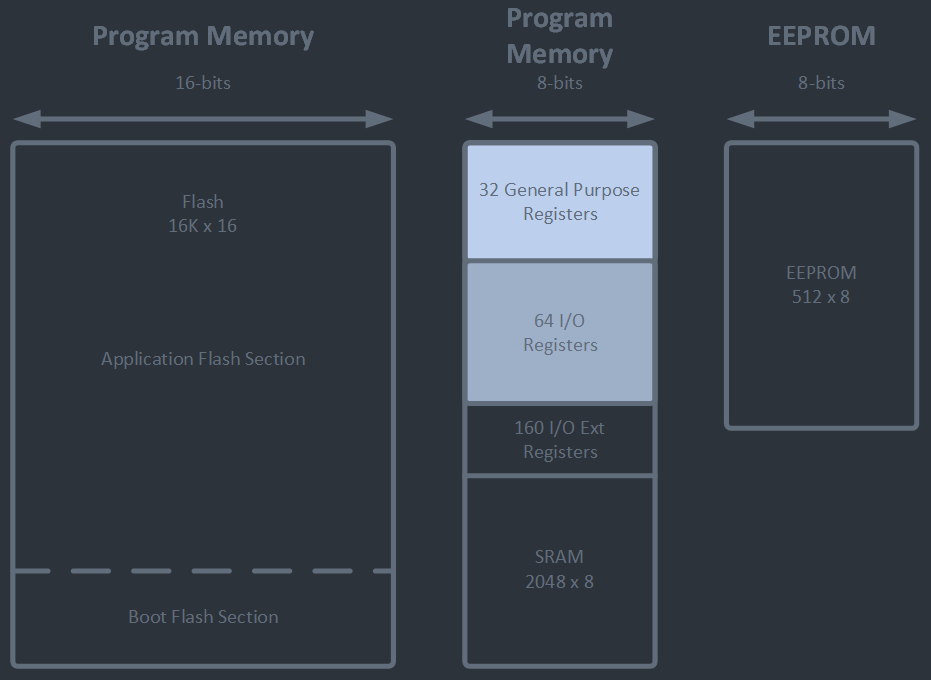 Program Memory
16-bits
Flash
16K x 16
Application Flash Section
Boot Flash Section
Program
Memory
8-bits
32 General Purpose
Registers
64 I/O
Registers
160 I/O Ext
Registers
SRAM
2048 x 8
EEPROM
8-bits
EEPROM
512 x 8